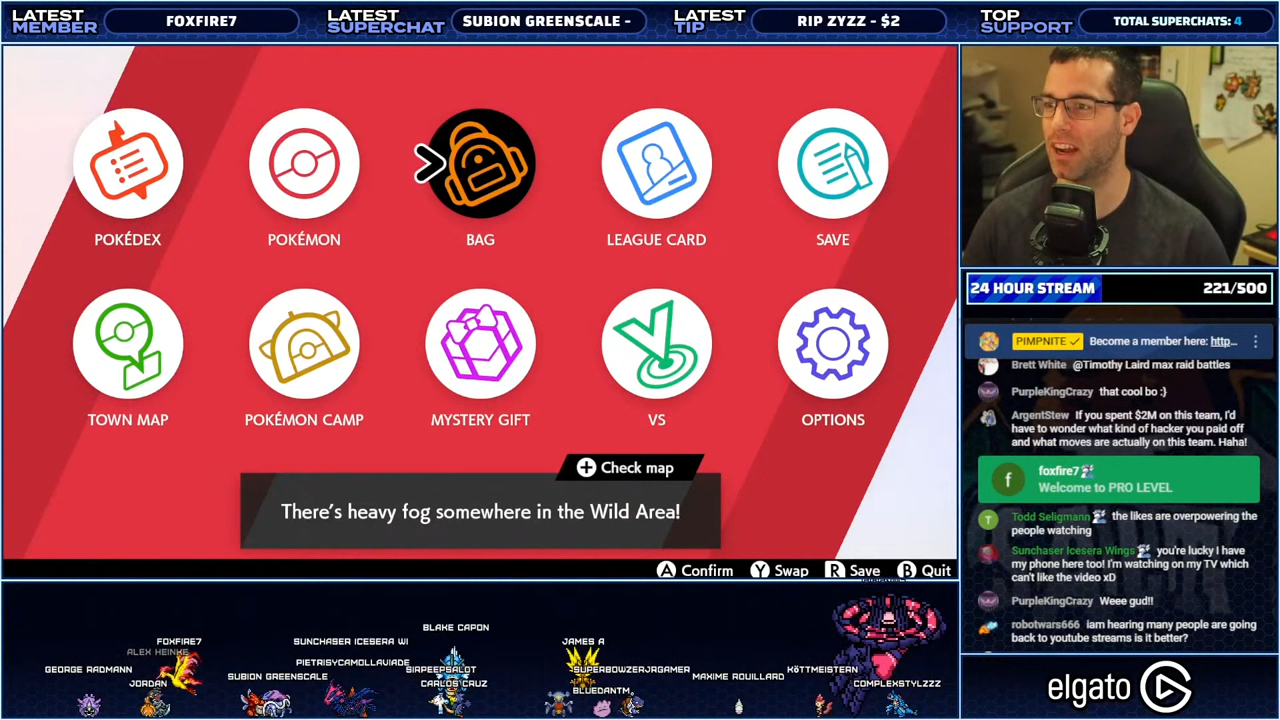 LATEST
MEMBER
FOXFIRE7
LATEST
SUPERCHAT
SUBION GREENSCALE -
LATEST
TIP
RIP ZYZZ - $2
TOP
SUPPORT
TOTAL SUPERCHATS: 4
POKÉDEX
POKÉMON
BAG
LEAGUE CARD
SAVE
TOWN MAP
POKÉMON CAMP
MYSTERY GIFT
VS
OPTIONS
+ Check map
There's heavy fog somewhere in the Wild Area!
A Confirm Y Swap R Save B Quit
24 HOUR STREAM 221/500
PIMPNITE ✓ Become a member here: http...
Brett White @Timothy Laird max raid battles
PurpleKingCrazy that cool bo :}
ArgentStew If you spent $2M on this team, I'd
have to wonder what kind of hacker you paid off
and what moves are actually on this team. Haha!
f
foxfire7
Welcome to PRO LEVEL
T
Todd Seligmann the likes are overpowering the
people watching
Sunchaser Icesera Wings you're lucky I have
my phone here too! I'm watching on my TV which
can't like the video xD
PurpleKingCrazy Weee gud!!
robotwars666 iam hearing many people are going
back to youtube streams is it better?
BLAKE CAPON
FOXFIRE7
SUNCHASER ICESERA WI
JAMES A
ALEX HEINKE
PIETRISYCAMOLLAVIADE
GEORGE RADMANN
SIRPEEPSALOT
SUPERBOWZERJRGAMER
KÖTTMEISTERN
SUBION GREENSCALE
MAXIME ROUILLARD
JORDAN
CARLOS CRUZ
BLUEDANTM
COMPLEXSTYLZZZ
elgato